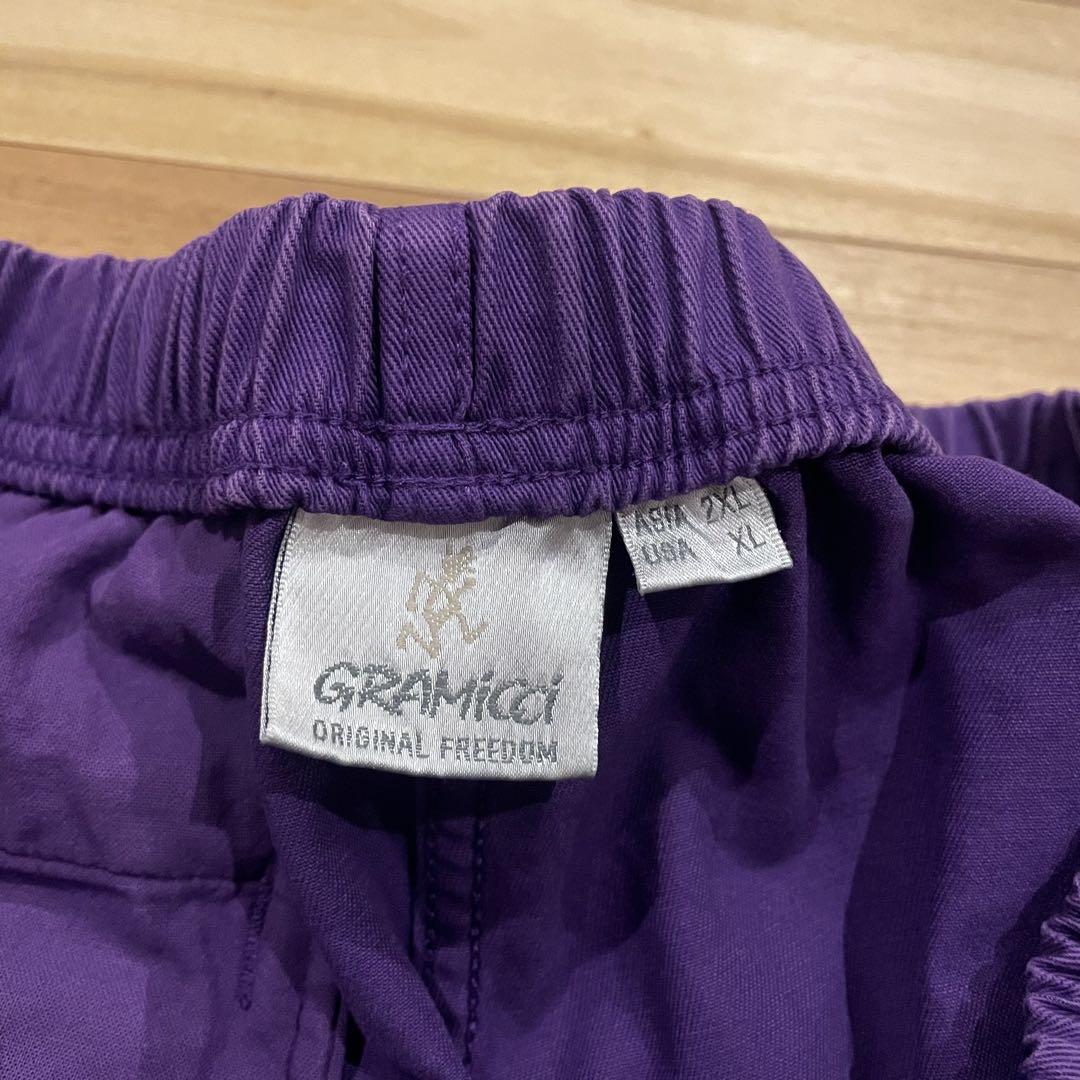 GRAMicci
ORIGINAL FREEDOM
ASIA 2XL
USA XL